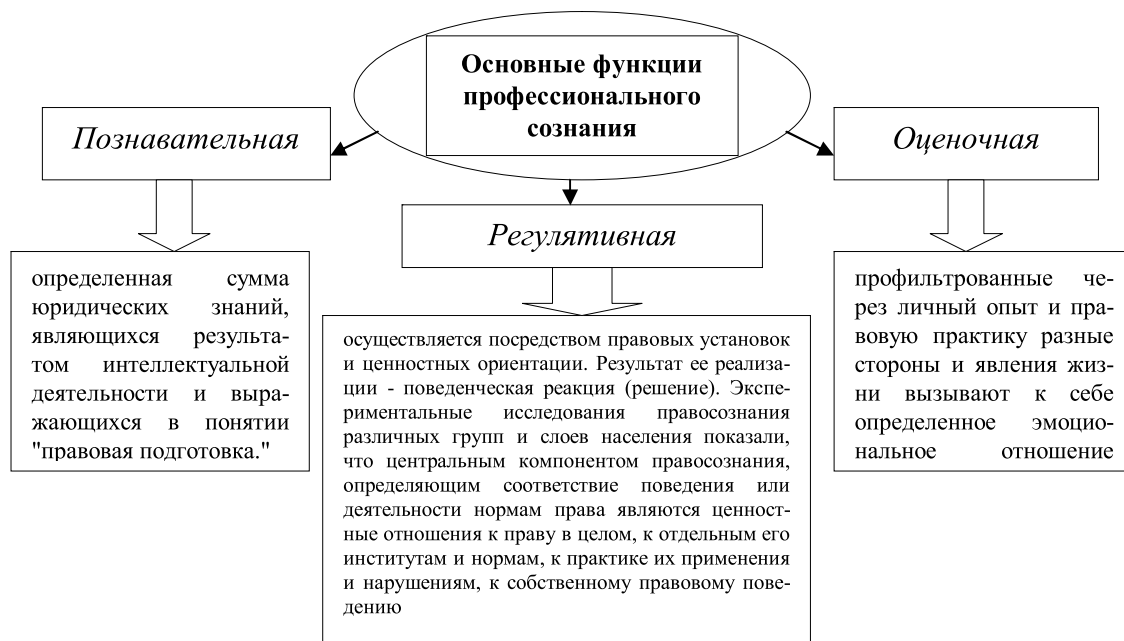 Основные функции
профессионального
сознания
Познавательная
Оценочная
Регулятивная
определенная сумма
юридических знаний,
являющихся результа-
том интеллектуальной
деятельности и выра-
жающихся в понятии
"правовая подготовка."
осуществляется посредством правовых установок
и ценностных ориентации. Результат ее реализа-
ции - поведенческая реакция (решение). Экспе-
риментальные исследования правосознания
различных групп и слоев населения показали,
что центральным компонентом правосознания,
определяющим соответствие поведения или
деятельности нормам права являются ценност-
ные отношения к праву в целом, к отдельным его
институтам и нормам, к практике их применения
и нарушениям, к собственному правовому пове-
дению
профильтрованные че-
рез личный опыт и пра-
вовую практику разные
стороны и явления жиз-
ни вызывают к себе
определенное эмоцио-
нальное отношение